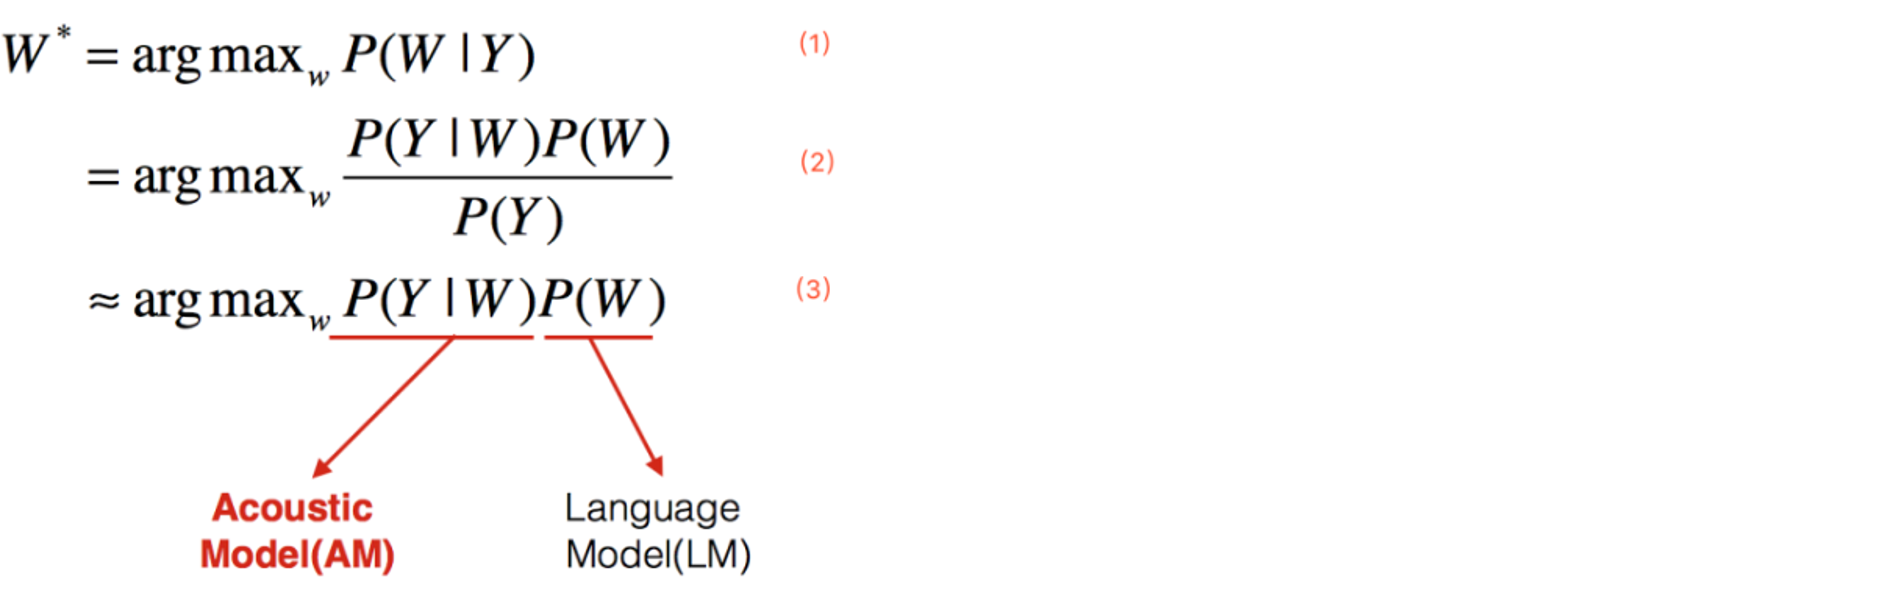 W* = arg max_w P(W | Y) (1)
= arg max_w P(Y | W)P(W) / P(Y) (2)
≈ arg max_w P(Y | W)P(W) (3)
Acoustic Model(AM)
Language Model(LM)